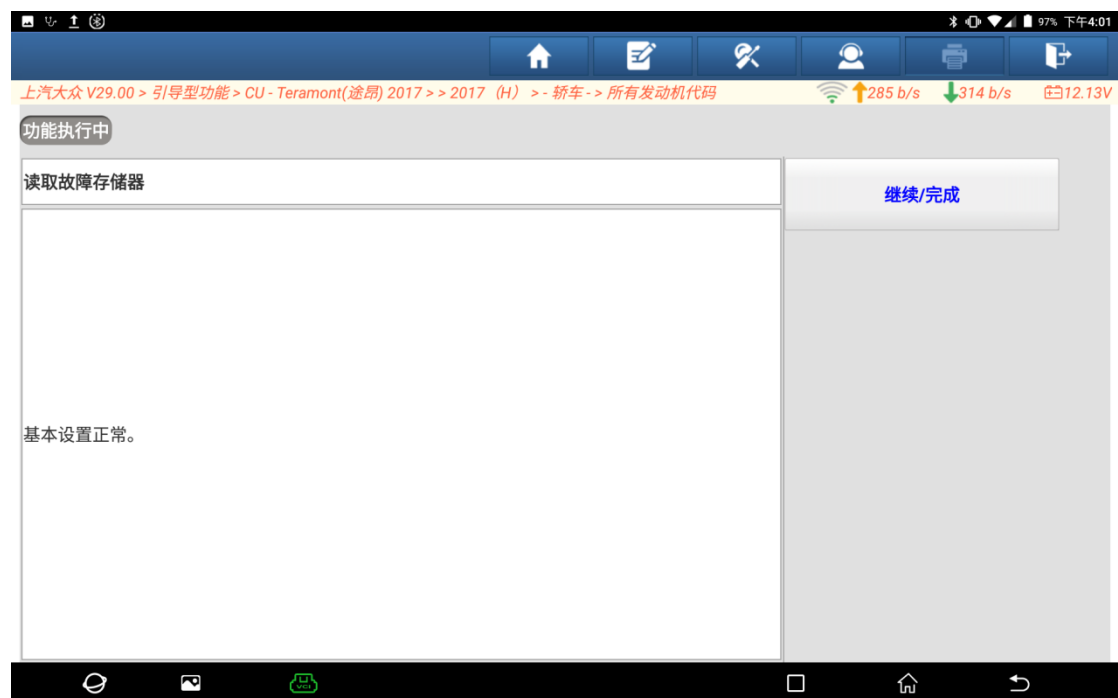 97% 下午4:01
上汽大众 V29.00 > 引导型功能 > CU - Teramont(途昂) 2017 > > 2017（H） > - 轿车 - > 所有发动机代码 285 b/s 314 b/s 12.13V
功能执行中
读取故障存储器
继续/完成
基本设置正常。
VCI